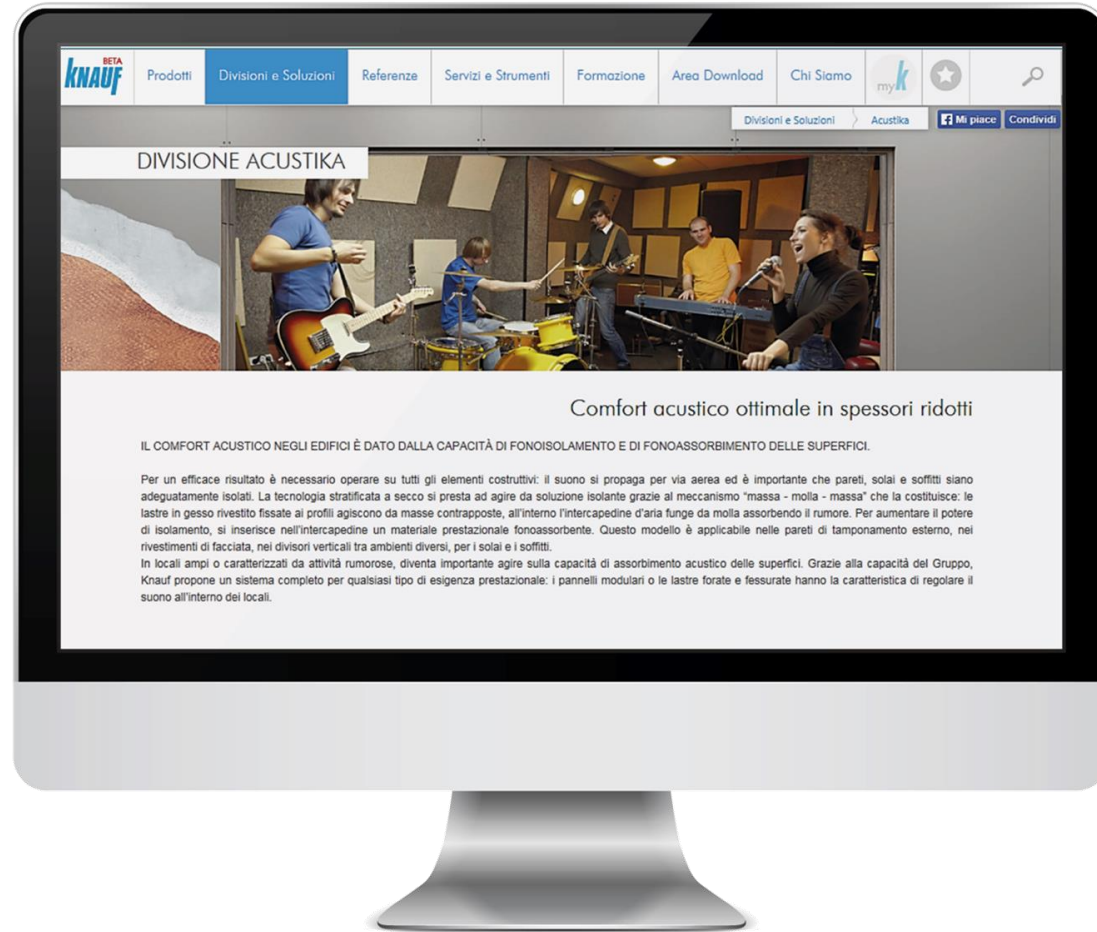 BETA
KNAUF
Prodotti
Divisioni e Soluzioni
Referenze
Servizi e Strumenti
Formazione
Area Download
Chi Siamo
myk
Divisioni e Soluzioni
Acustika
f Mi piace
Condividi
DIVISIONE ACUSTIKA
Comfort acustico ottimale in spessori ridotti
IL COMFORT ACUSTICO NEGLI EDIFICI È DATO DALLA CAPACITÀ DI FONOISOLAMENTO E DI FONOASSORBIMENTO DELLE SUPERFICI.
Per un efficace risultato è necessario operare su tutti gli elementi costruttivi: il suono si propaga per via aerea ed è importante che pareti, solai e soffitti siano
adeguatamente isolati. La tecnologia stratificata a secco si presta ad agire da soluzione isolante grazie al meccanismo “massa - molla - massa” che la costituisce: le
lastre in gesso rivestito fissate ai profili agiscono da masse contrapposte, all’interno l’intercapedine d’aria funge da molla assorbendo il rumore. Per aumentare il potere
di isolamento, si inserisce nell’intercapedine un materiale prestazionale fonoassorbente. Questo modello è applicabile nelle pareti di tamponamento esterno, nei
rivestimenti di facciata, nei divisori verticali tra ambienti diversi, per i solai e i soffitti.
In locali ampi o caratterizzati da attività rumorose, diventa importante agire sulla capacità di assorbimento acustico delle superfici. Grazie alla capacità del Gruppo,
Knauf propone un sistema completo per qualsiasi tipo di esigenza prestazionale: i pannelli modulari o le lastre forate e fessurate hanno la caratteristica di regolare il
suono all’interno dei locali.